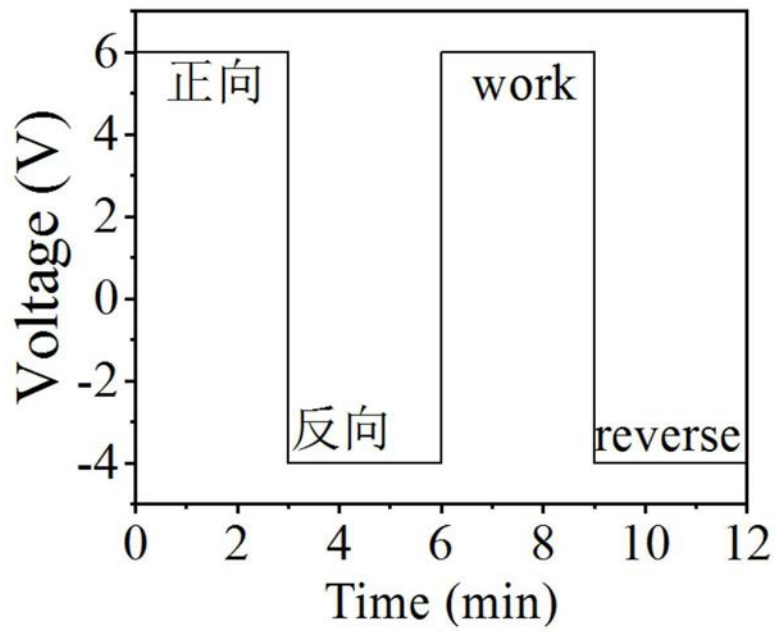 Voltage (V)
6
4
2
0
-2
-4
正向
work
反向
reverse
0 2 4 6 8 10 12
Time (min)